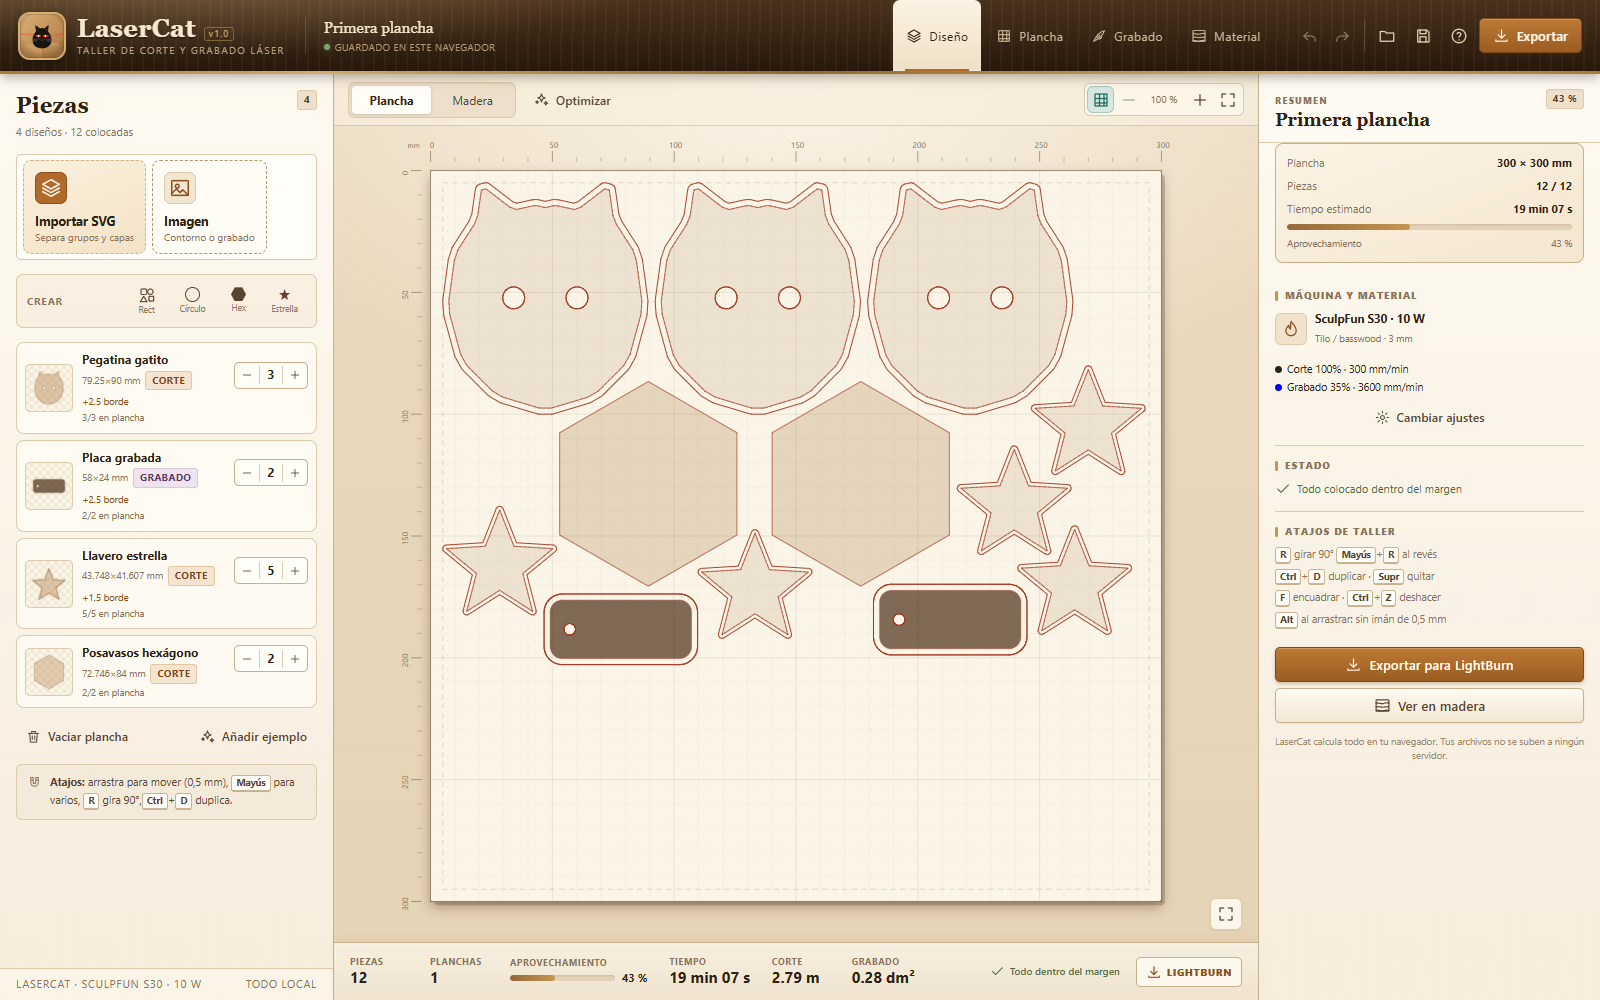 LaserCat v1.0
TALLER DE CORTE Y GRABADO LÁSER
Primera plancha
GUARDADO EN ESTE NAVEGADOR
Diseño
Plancha
Grabado
Material
Exportar
Piezas
4
4 diseños · 12 colocadas
Importar SVG
Separa grupos y capas
Imagen
Contorno o grabado
CREAR
Rect
Círculo
Hex
Estrella
Pegatina gatito
79.25×90 mm CORTE
+2.5 borde
3/3 en plancha
− 3 +
Placa grabada
58×24 mm GRABADO
+2.5 borde
2/2 en plancha
− 2 +
Llavero estrella
43.748×41.607 mm CORTE
+1.5 borde
5/5 en plancha
− 5 +
Posavasos hexágono
72.746×84 mm CORTE
2/2 en plancha
− 2 +
Vaciar plancha
Añadir ejemplo
Atajos: arrastra para mover (0,5 mm), Mayús para
varios, R gira 90°, Ctrl + D duplica.
LASERCAT · SCULPFUN S30 · 10 W
TODO LOCAL
Plancha
Madera
Optimizar
− 100 % +
mm 0 50 100 150 200 250 300
0
50
100
150
200
250
300
PIEZAS
12
PLANCHAS
1
APROVECHAMIENTO
43 %
TIEMPO
19 min 07 s
CORTE
2.79 m
GRABADO
0.28 dm²
Todo dentro del margen
LIGHTBURN
RESUMEN
43 %
Primera plancha
Plancha 300 × 300 mm
Piezas 12 / 12
Tiempo estimado 19 min 07 s
Aprovechamiento 43 %
MÁQUINA Y MATERIAL
SculpFun S30 · 10 W
Tilo / basswood · 3 mm
Corte 100% · 300 mm/min
Grabado 35% · 3600 mm/min
Cambiar ajustes
ESTADO
Todo colocado dentro del margen
ATAJOS DE TALLER
R girar 90° Mayús + R al revés
Ctrl + D duplicar · Supr quitar
F encuadrar · Ctrl + Z deshacer
Alt al arrastrar: sin imán de 0,5 mm
Exportar para LightBurn
Ver en madera
LaserCat calcula todo en tu navegador. Tus archivos no se suben a ningún
servidor.